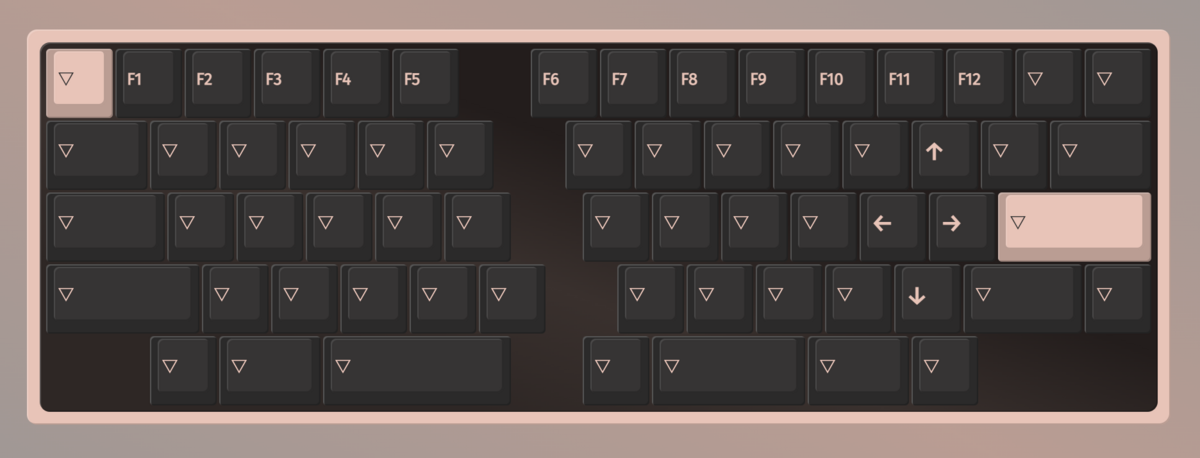 ▽ F1 F2 F3 F4 F5 F6 F7 F8 F9 F10 F11 F12 ▽ ▽
▽ ▽ ▽ ▽ ▽ ▽ ▽ ▽ ▽ ▽ ▽ ↑ ▽ ▽
▽ ▽ ▽ ▽ ▽ ▽ ▽ ▽ ▽ ▽ ← → ▽
▽ ▽ ▽ ▽ ▽ ▽ ▽ ▽ ▽ ▽ ↓ ▽ ▽
▽ ▽ ▽ ▽ ▽ ▽ ▽